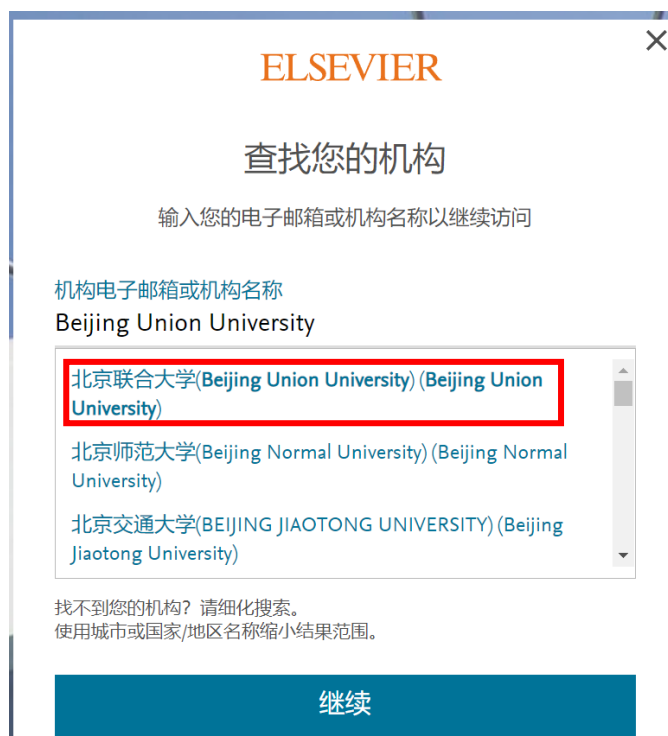 ELSEVIER
查找您的机构
输入您的电子邮箱或机构名称以继续访问
机构电子邮箱或机构名称
Beijing Union University
北京联合大学(Beijing Union University) (Beijing Union
University)
北京师范大学(Beijing Normal University) (Beijing Normal
University)
北京交通大学(BEIJING JIAOTONG UNIVERSITY) (Beijing
Jiaotong University)
找不到您的机构？请细化搜索。
使用城市或国家/地区名称缩小结果范围。
继续